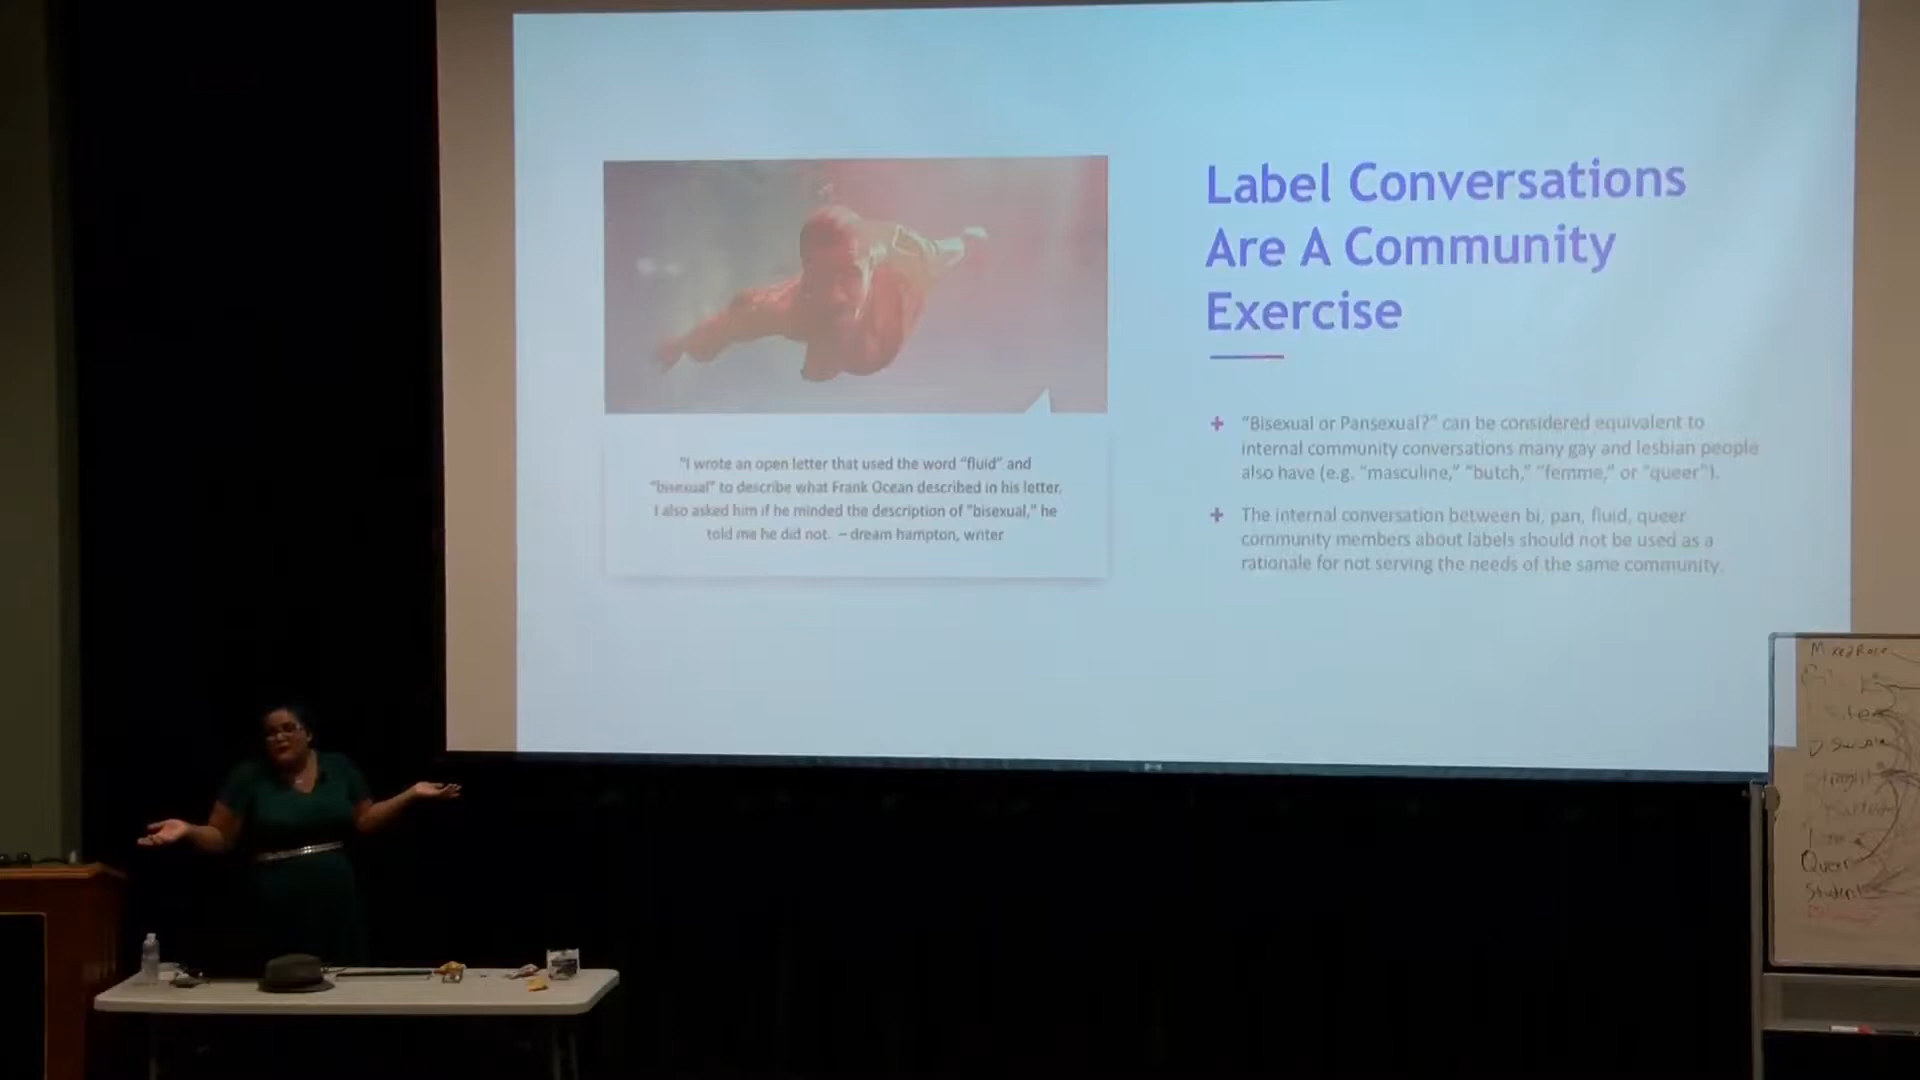 Label Conversations
Are A Community
Exercise
"I wrote an open letter that used the word "fluid" and
"bisexual" to describe what Frank Ocean described in his letter.
I also asked him if he minded the description of "bisexual," he
told me he did not. – dream hampton, writer
+ "Bisexual or Pansexual?" can be considered equivalent to
internal community conversations many gay and lesbian people
also have (e.g. "masculine," "butch," "femme," or "queer").
+ The internal conversation between bi, pan, fluid, queer
community members about labels should not be used as a
rationale for not serving the needs of the same community.
Mixed Race
Straight
Queer
Student